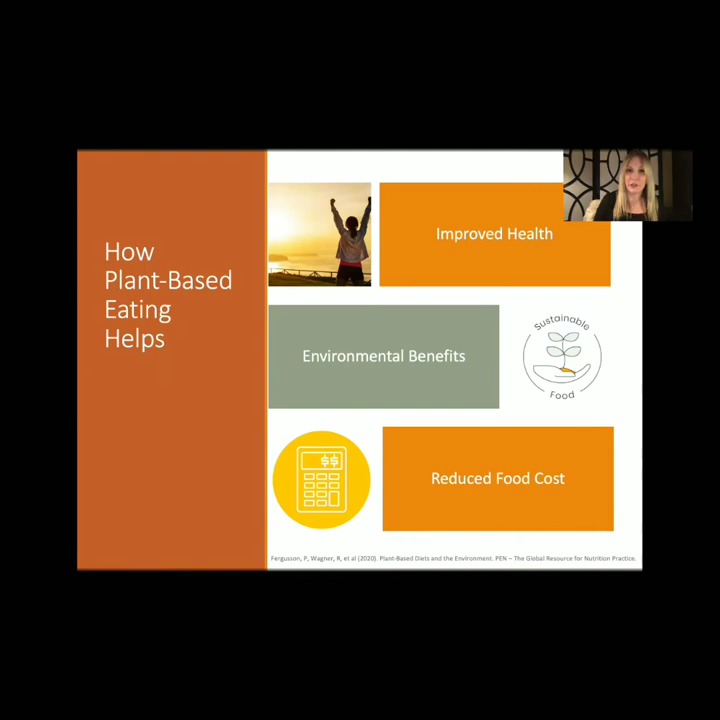 How
Plant-Based
Eating
Helps
Improved Health
Environmental Benefits
Sustainable
Food
$$
Reduced Food Cost
Fergusson, P, Wagner, R, et al (2020). Plant-Based Diets and the Environment. PEN – The Global Resource for Nutrition Practice.